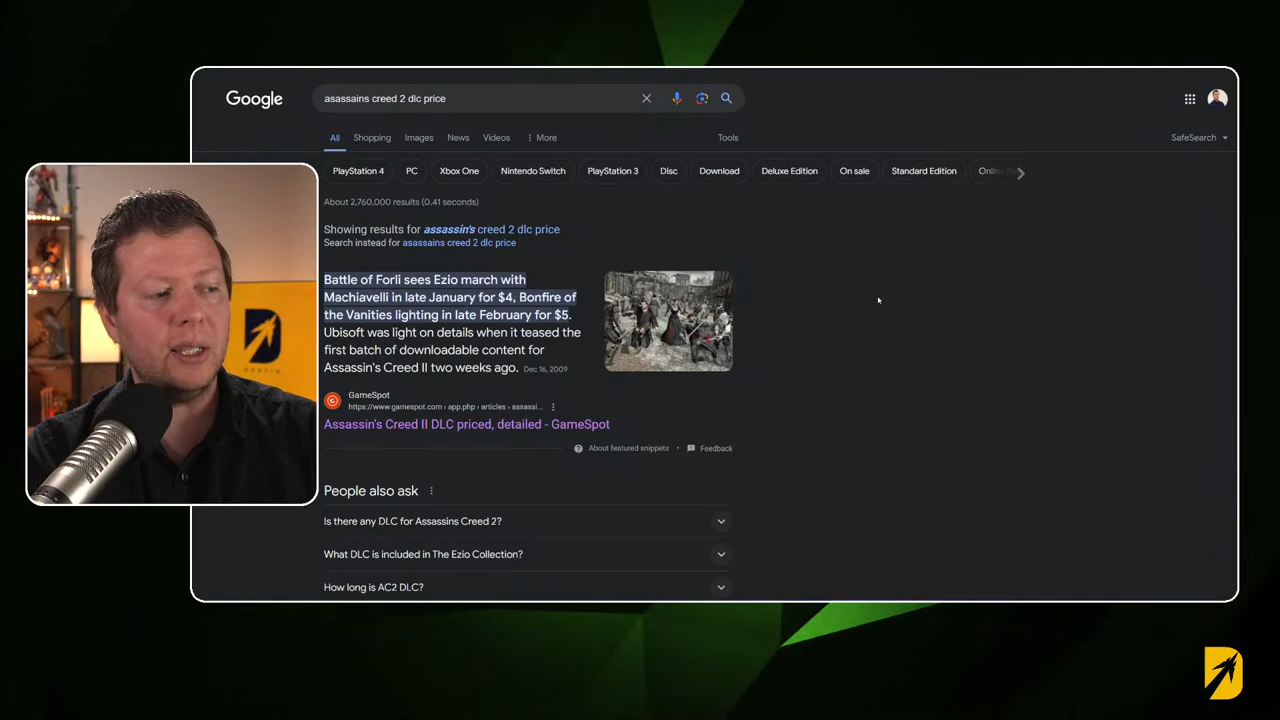 Google
asassains creed 2 dlc price
All
Shopping
Images
News
Videos
More
Tools
SafeSearch
PlayStation 4
PC
Xbox One
Nintendo Switch
PlayStation 3
Disc
Download
Deluxe Edition
On sale
Standard Edition
About 2,760,000 results (0.41 seconds)
Showing results for assassin's creed 2 dlc price
Search instead for asassains creed 2 dlc price
Battle of Forli sees Ezio march with
Machiavelli in late January for $4, Bonfire of
the Vanities lighting in late February for $5.
Ubisoft was light on details when it teased the
first batch of downloadable content for
Assassin's Creed II two weeks ago. Dec 16, 2009
GameSpot
https://www.gamespot.com › app.php › articles › assassi...
Assassin's Creed II DLC priced, detailed - GameSpot
About featured snippets • Feedback
People also ask
Is there any DLC for Assassins Creed 2?
What DLC is included in The Ezio Collection?
How long is AC2 DLC?